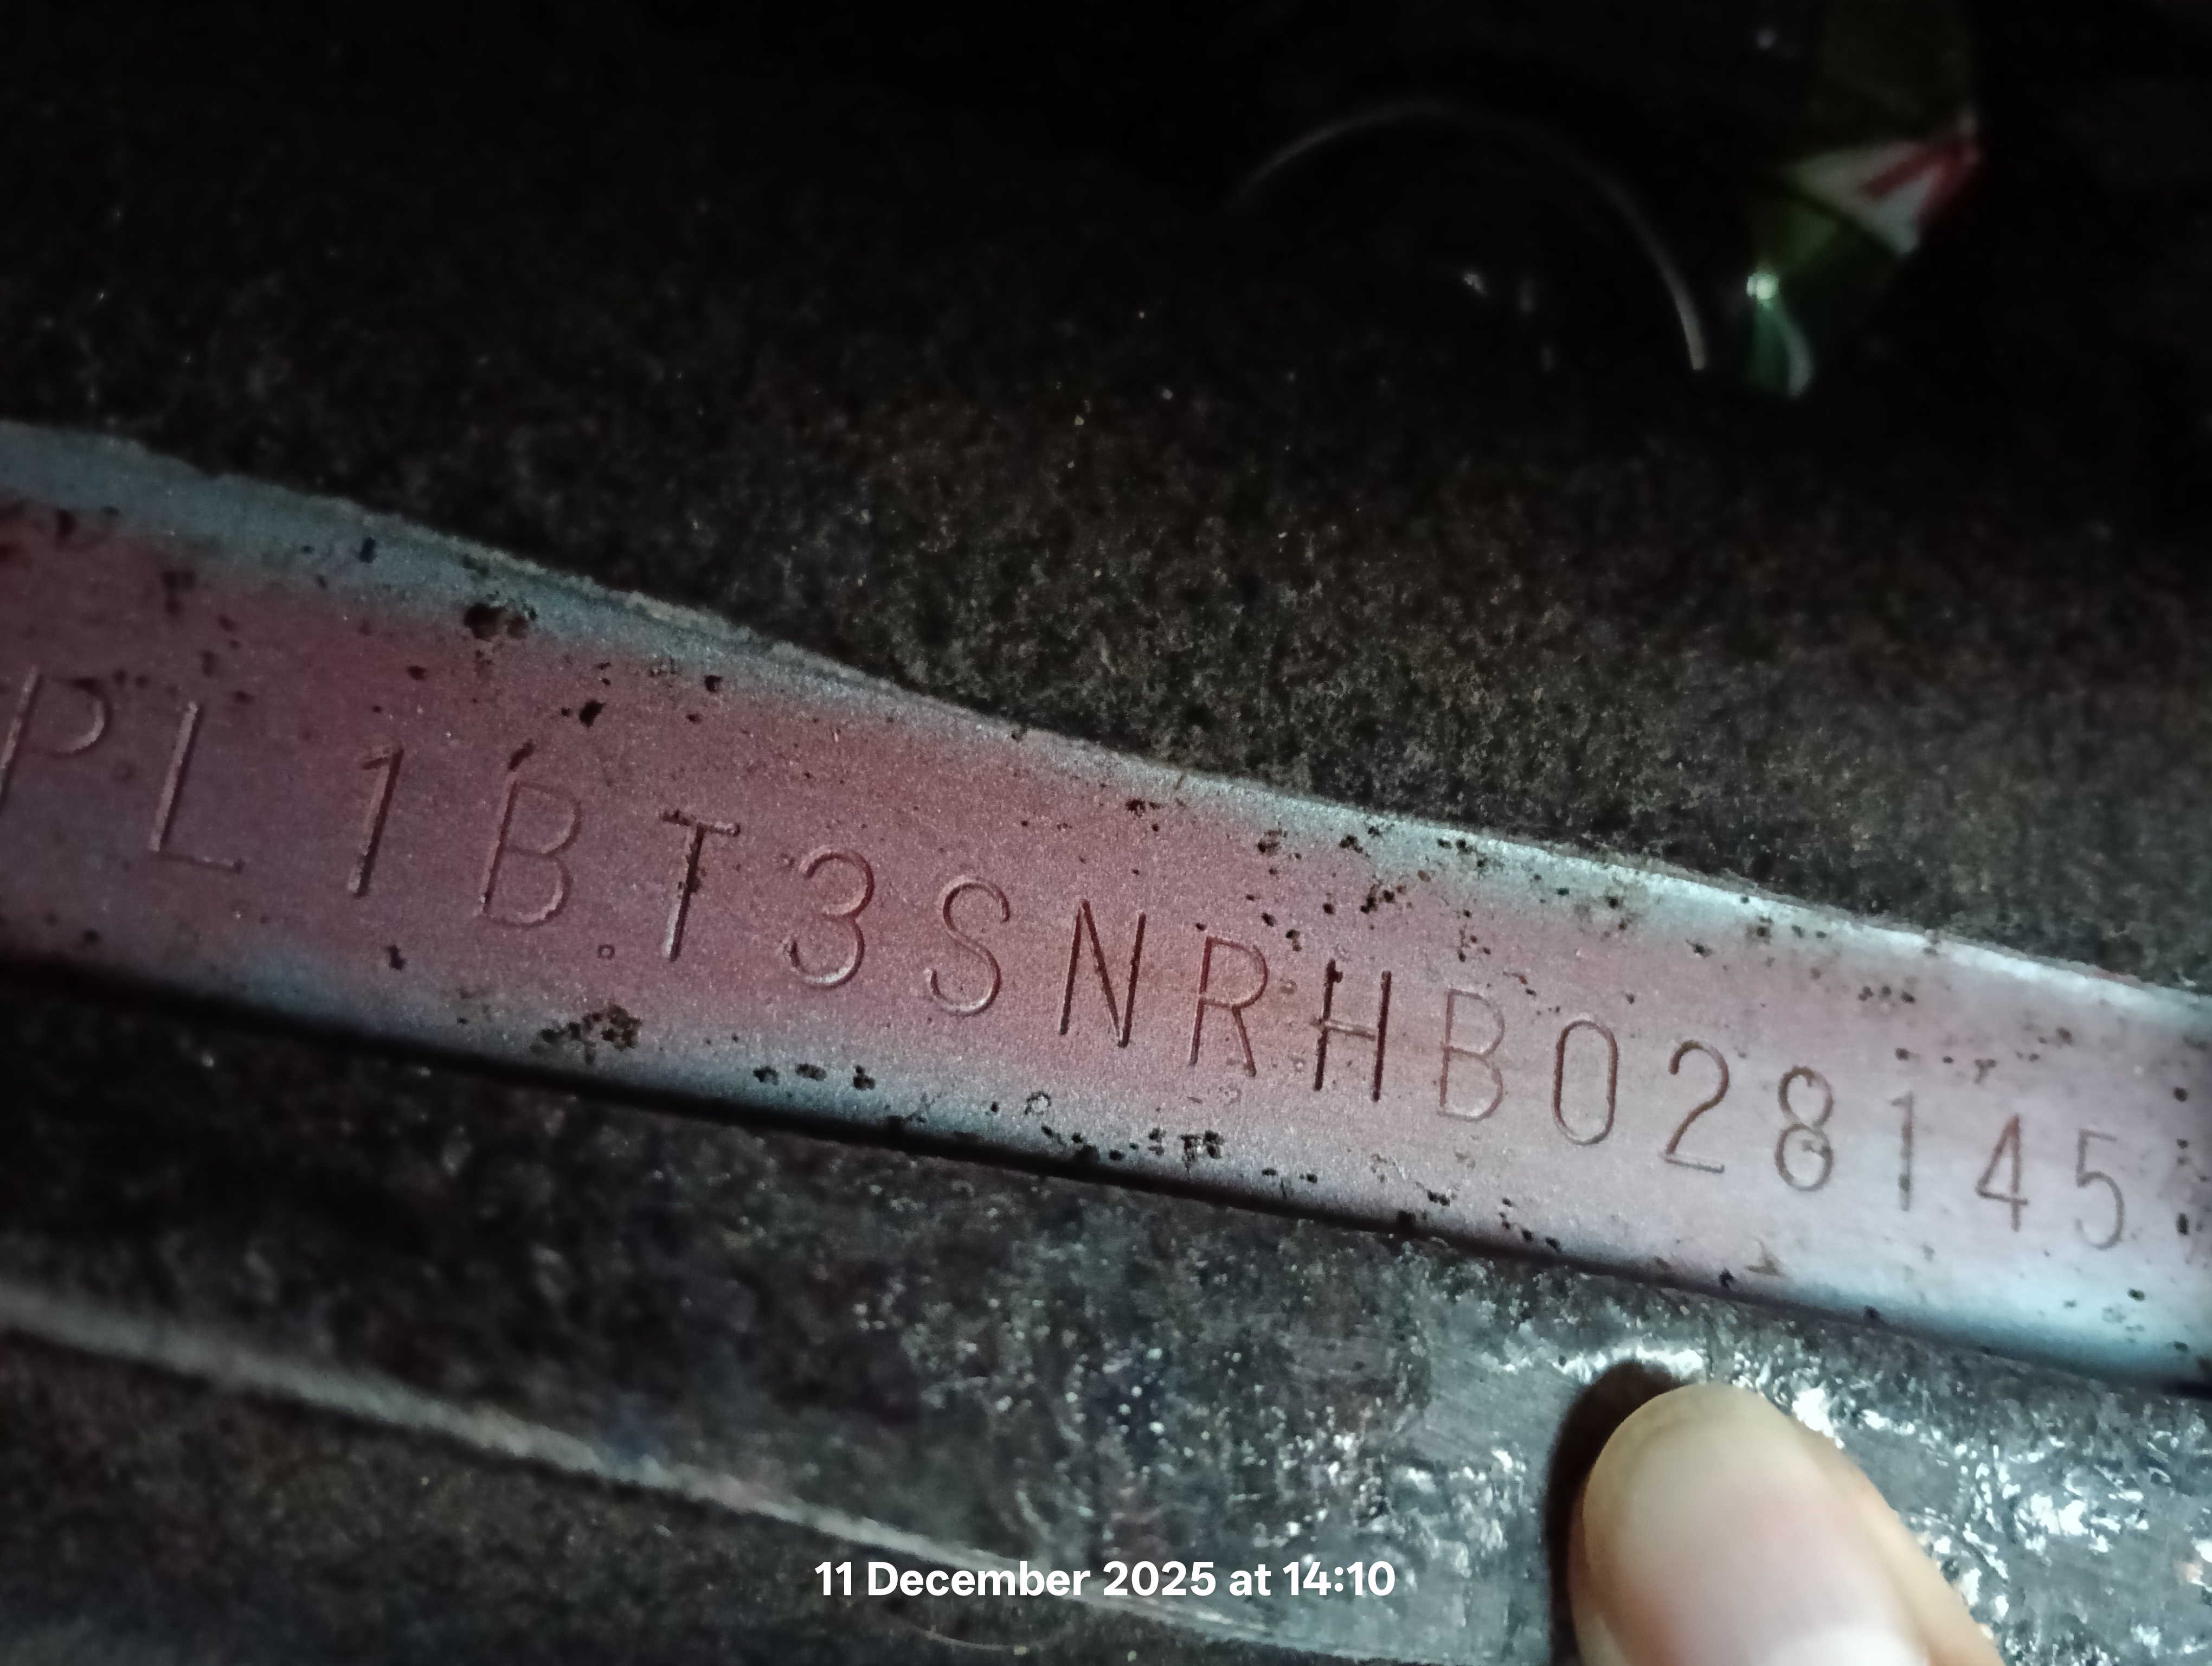 PL1BT3SNRHB028145
11 December 2025 at 14:10